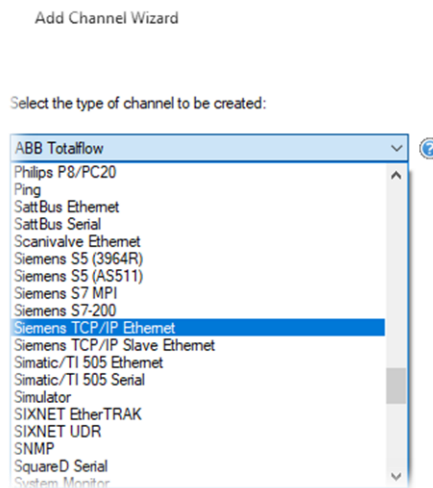 Add Channel Wizard
Select the type of channel to be created:
ABB Totalflow
Philips P8/PC20
Ping
SattBus Ethernet
SattBus Serial
Scanivalve Ethernet
Siemens S5 (3964R)
Siemens S5 (AS511)
Siemens S7 MPI
Siemens S7-200
Siemens TCP/IP Ethernet
Siemens TCP/IP Slave Ethernet
Simatic/TI 505 Ethernet
Simatic/TI 505 Serial
Simulator
SIXNET EtherTRAK
SIXNET UDR
SNMP
SquareD Serial
System Monitor